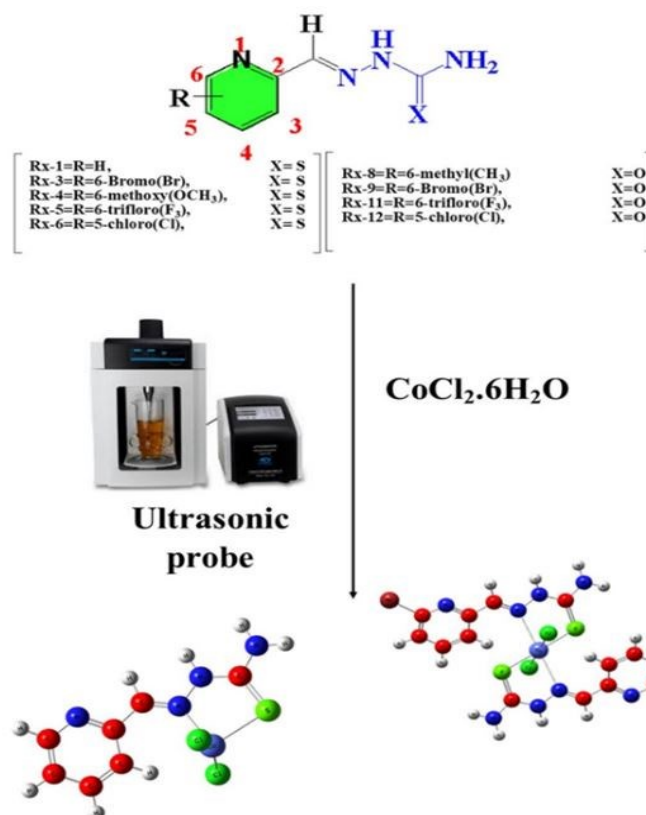 H
H
1
N
6
2
N
NH
NH₂
R
X
5
3
4
Rx-1=R=H, X= S
Rx-3=R=6-Bromo(Br), X= S
Rx-4=R=6-methoxy(OCH₃), X= S
Rx-5=R=6-trifloro(F₃), X= S
Rx-6=R=5-chloro(Cl), X= S
Rx-8=R=6-methyl(CH₃) X=O
Rx-9=R=6-Bromo(Br), X=O
Rx-11=R=6-trifloro(F₃), X=O
Rx-12=R=5-chloro(Cl), X=O
CoCl₂.6H₂O
Ultrasonic
probe